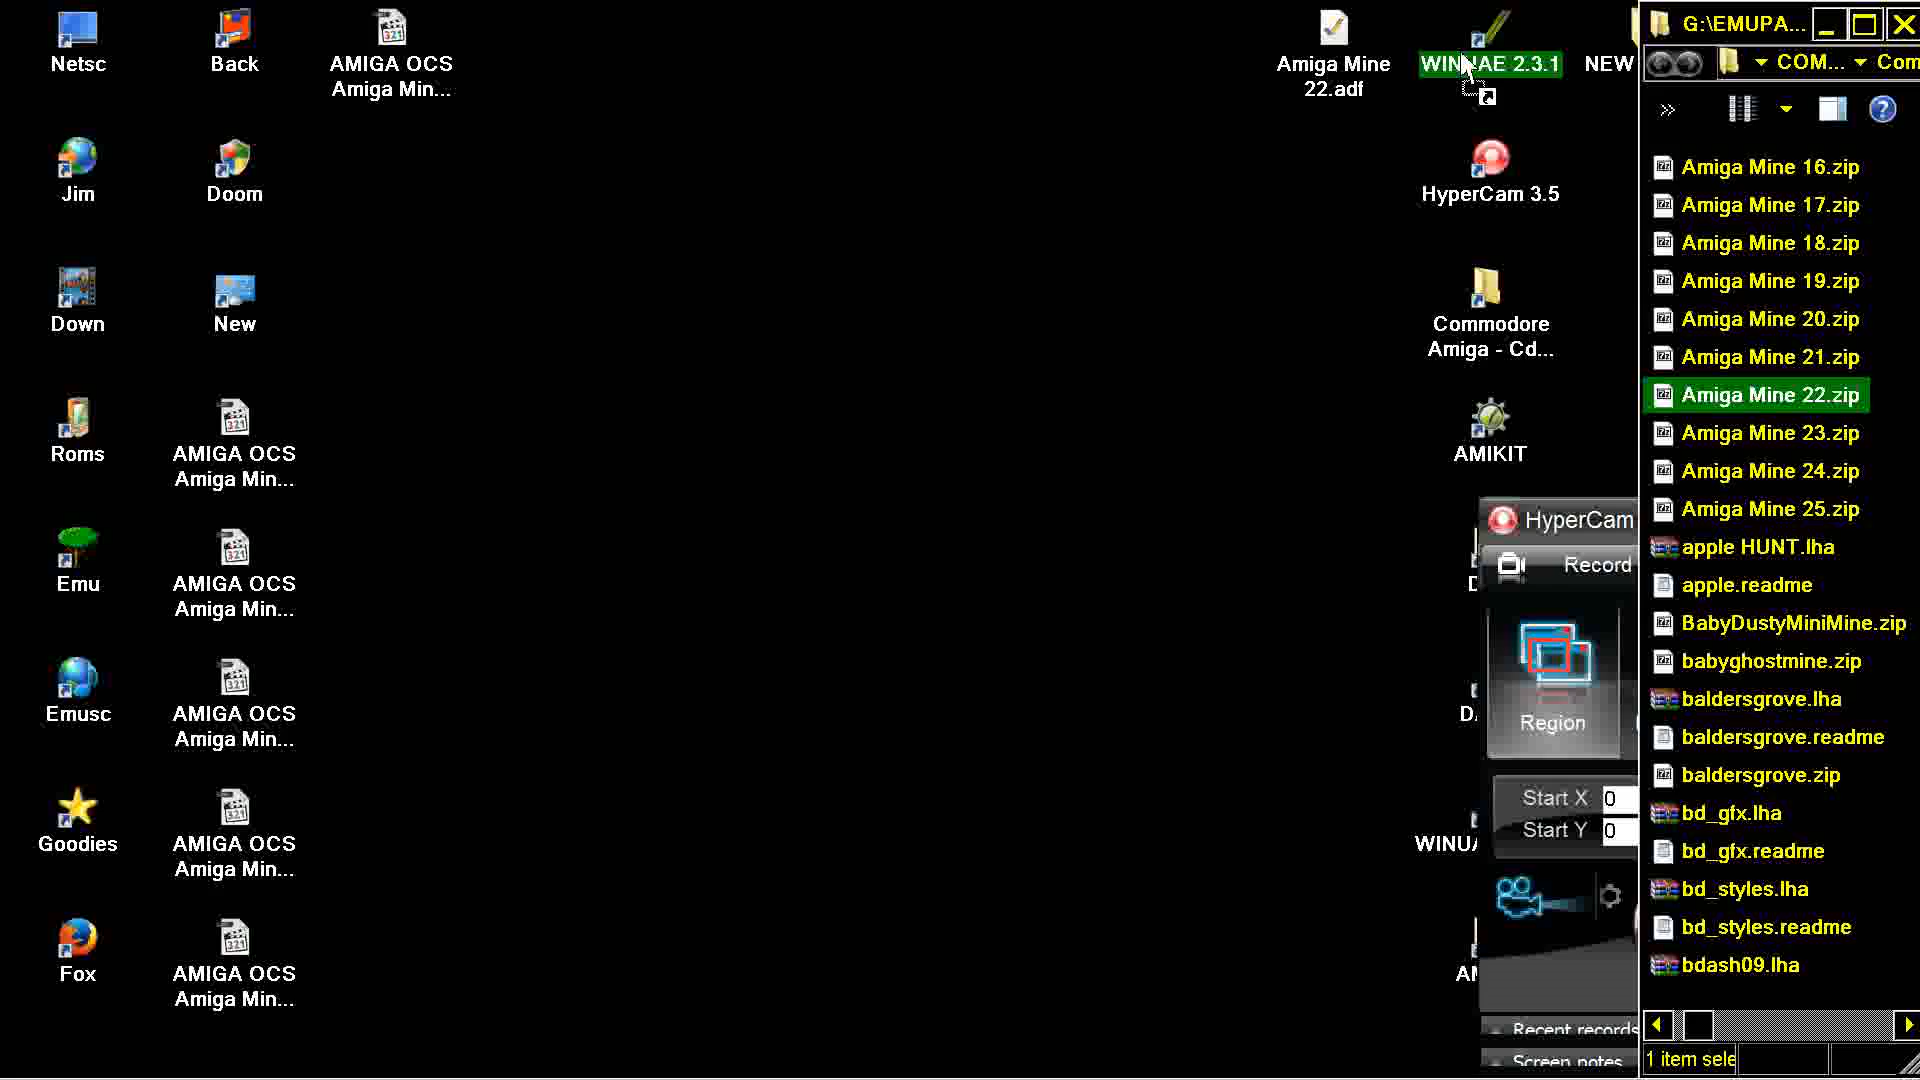 Netsc
Back
AMIGA OCS
Amiga Min...
Jim
Doom
Down
New
Roms
AMIGA OCS
Amiga Min...
Emu
AMIGA OCS
Amiga Min...
Emusc
AMIGA OCS
Amiga Min...
Goodies
AMIGA OCS
Amiga Min...
Fox
AMIGA OCS
Amiga Min...
Amiga Mine
22.adf
2.3.1
NEW
HyperCam 3.5
Commodore
Amiga - Cd...
AMIKIT
HyperCam
Record
Region
Start X 0
Start Y 0
Recent records
Screen notes
G:\EMUPA...
COM...
Com
Amiga Mine 16.zip
Amiga Mine 17.zip
Amiga Mine 18.zip
Amiga Mine 19.zip
Amiga Mine 20.zip
Amiga Mine 21.zip
Amiga Mine 22.zip
Amiga Mine 23.zip
Amiga Mine 24.zip
Amiga Mine 25.zip
apple HUNT.lha
apple.readme
BabyDustyMiniMine.zip
babyghostmine.zip
baldersgrove.lha
baldersgrove.readme
baldersgrove.zip
bd_gfx.lha
bd_gfx.readme
bd_styles.lha
bd_styles.readme
bdash09.lha
1 item sele